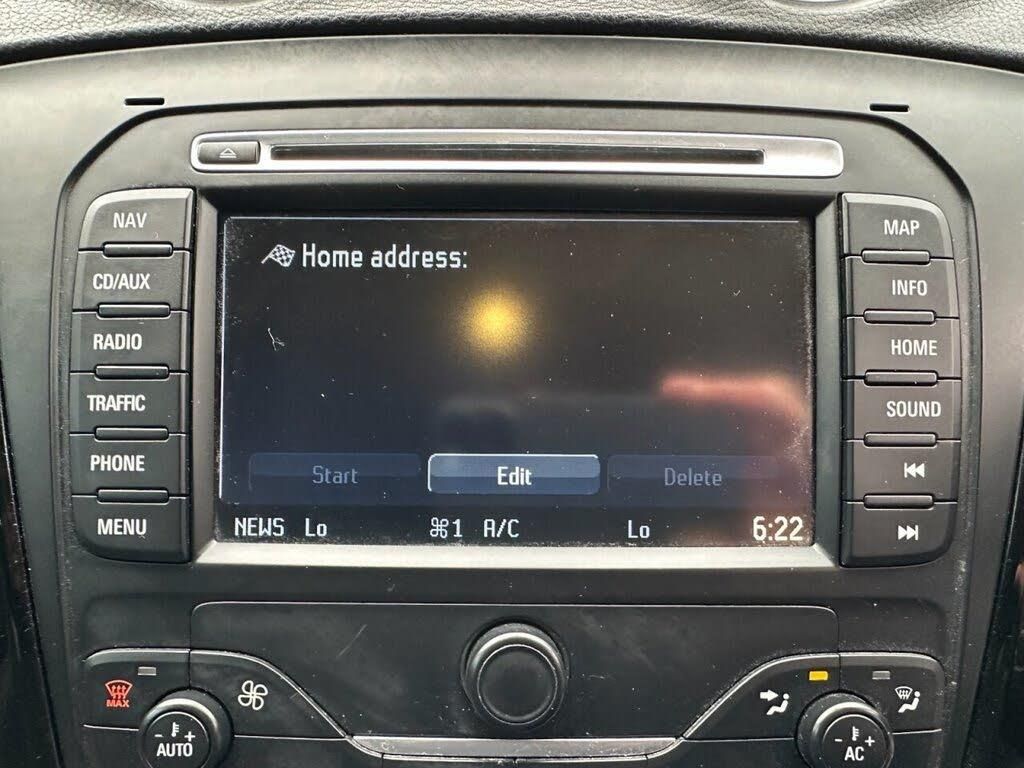 NAV
CD/AUX
RADIO
TRAFFIC
PHONE
MENU
Home address:
Start Edit Delete
NEWS Lo 1 A/C Lo 6:22
MAP
INFO
HOME
SOUND
MAX
- + AUTO
- + AC